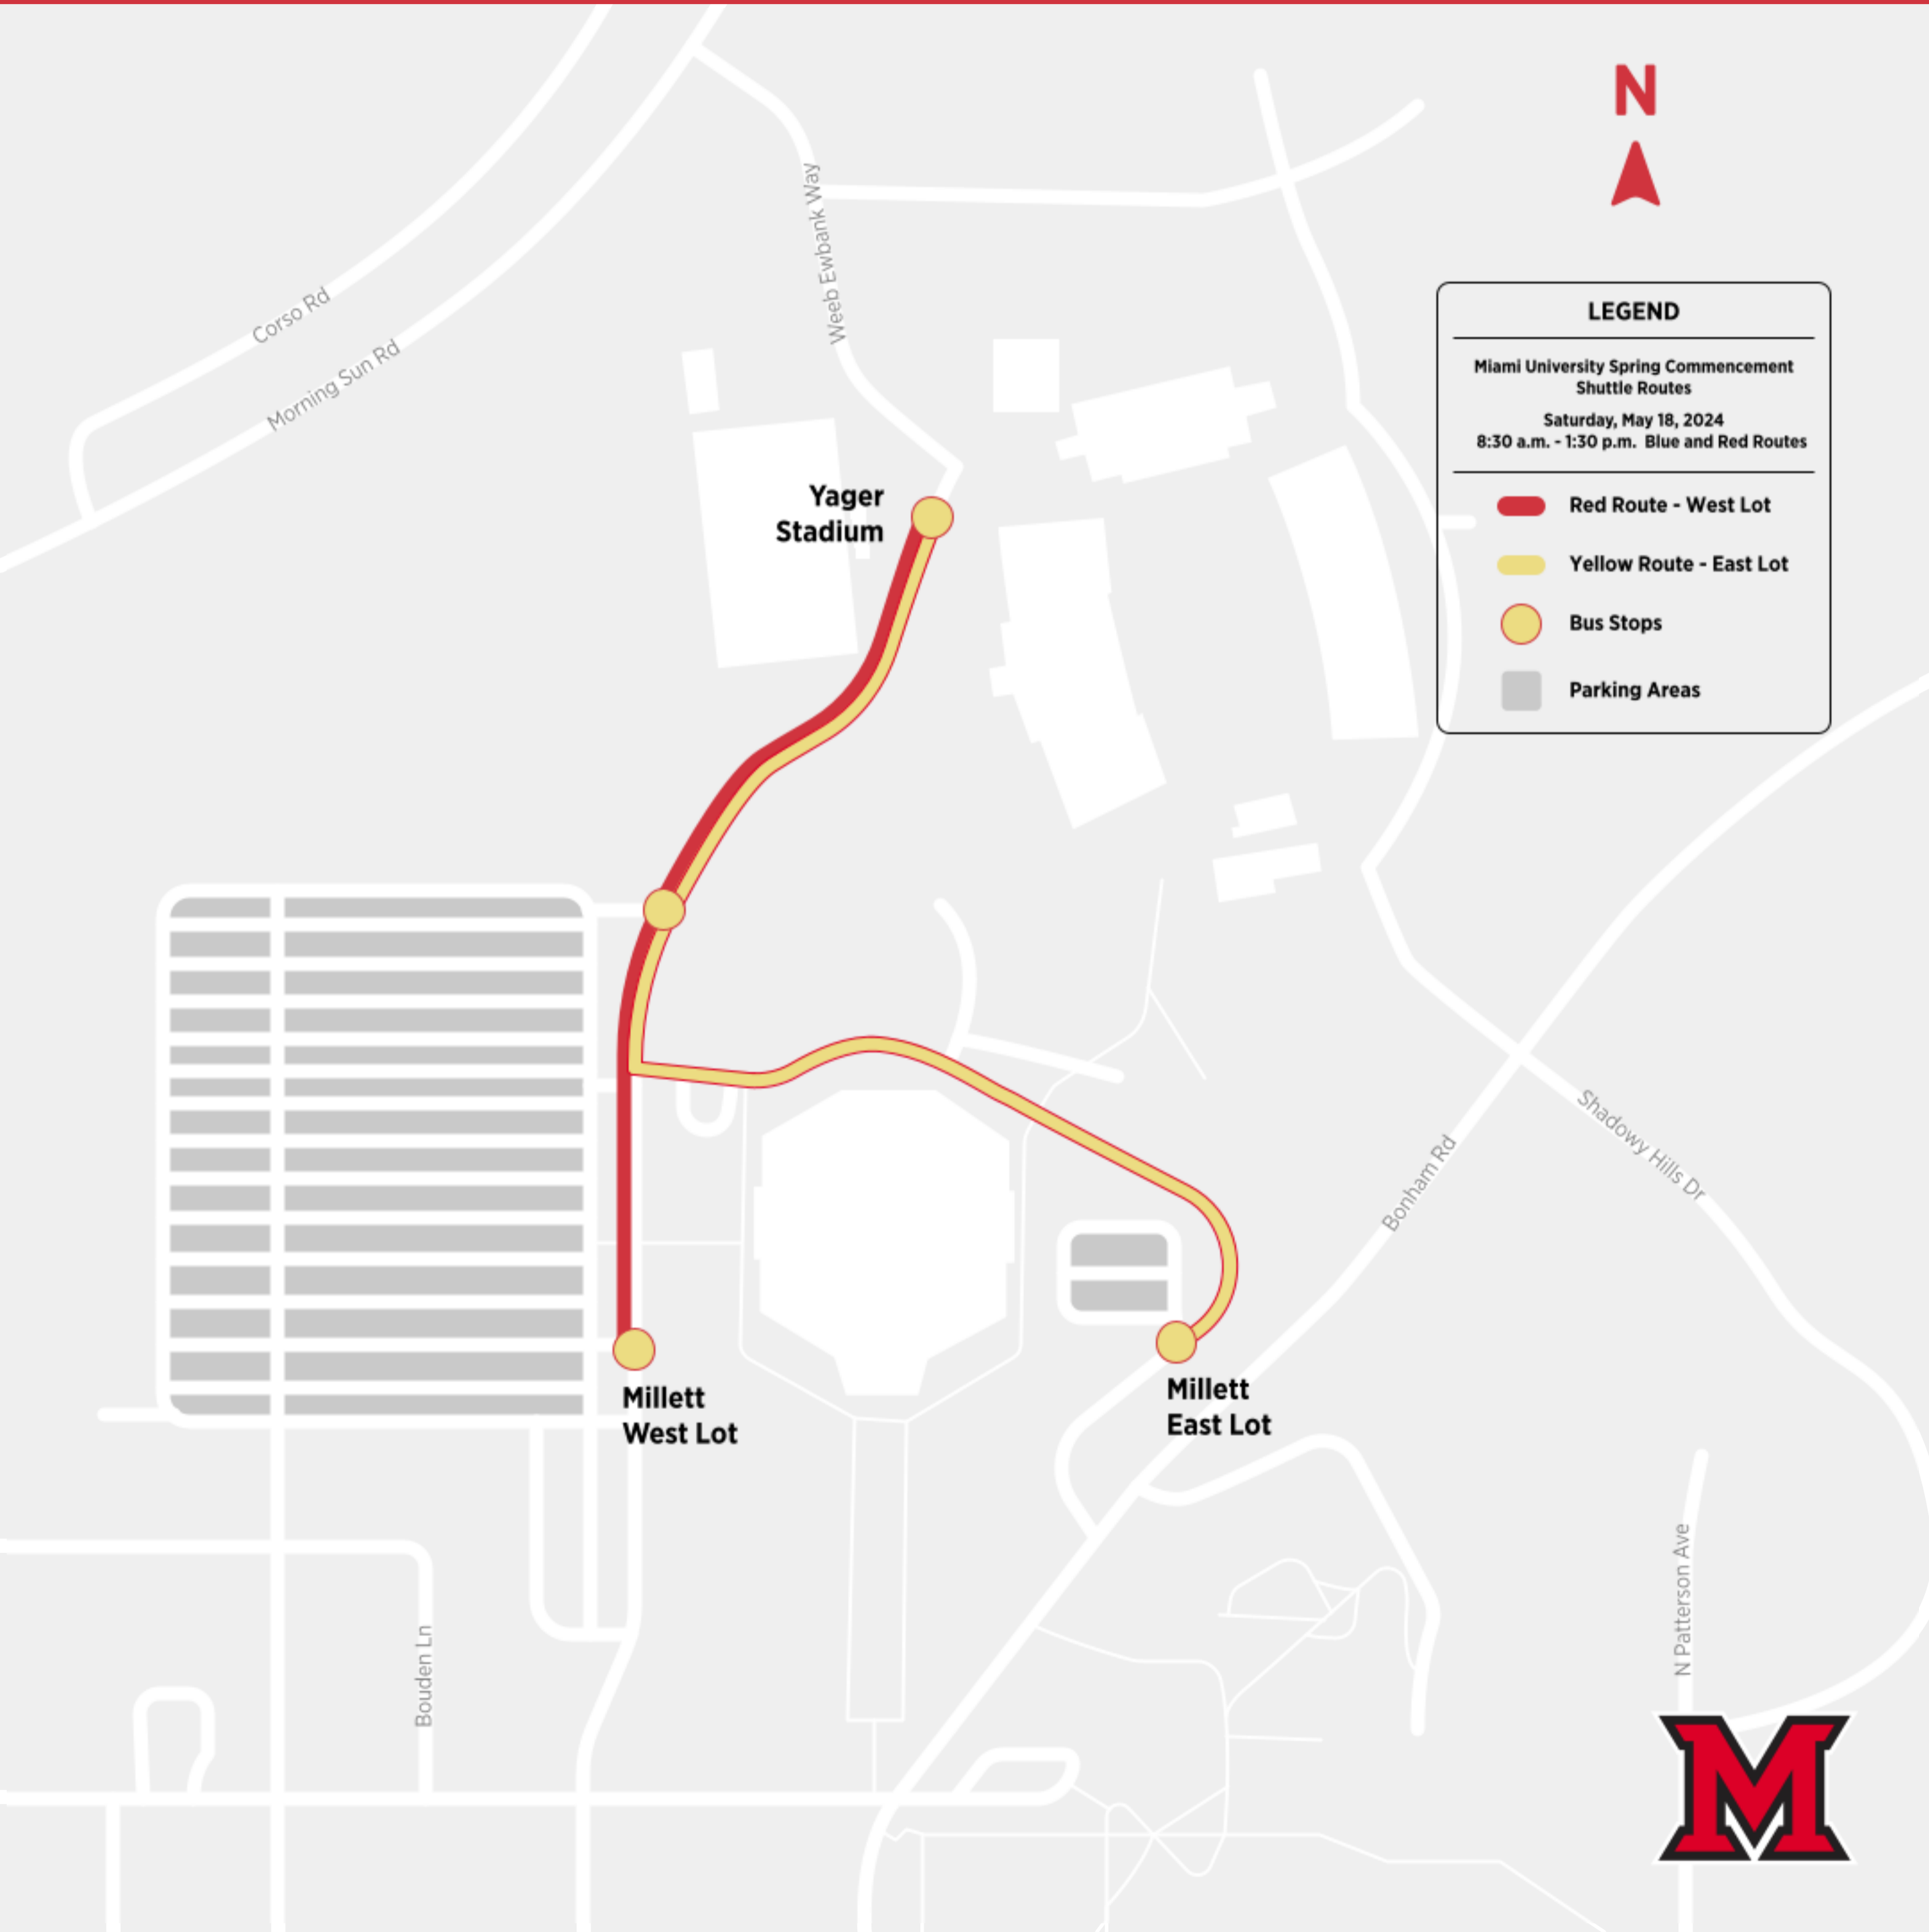 N
LEGEND
Miami University Spring Commencement
Shuttle Routes
Saturday, May 18, 2024
8:30 a.m. - 1:30 p.m.  Blue and Red Routes
Red Route - West Lot
Yellow Route - East Lot
Bus Stops
Parking Areas
Weeb Ewbank Way
Corso Rd
Morning Sun Rd
Yager
Stadium
Shadowy Hills Dr
Bonham Rd
Millett
West Lot
Millett
East Lot
N Patterson Ave
Bouden Ln
M